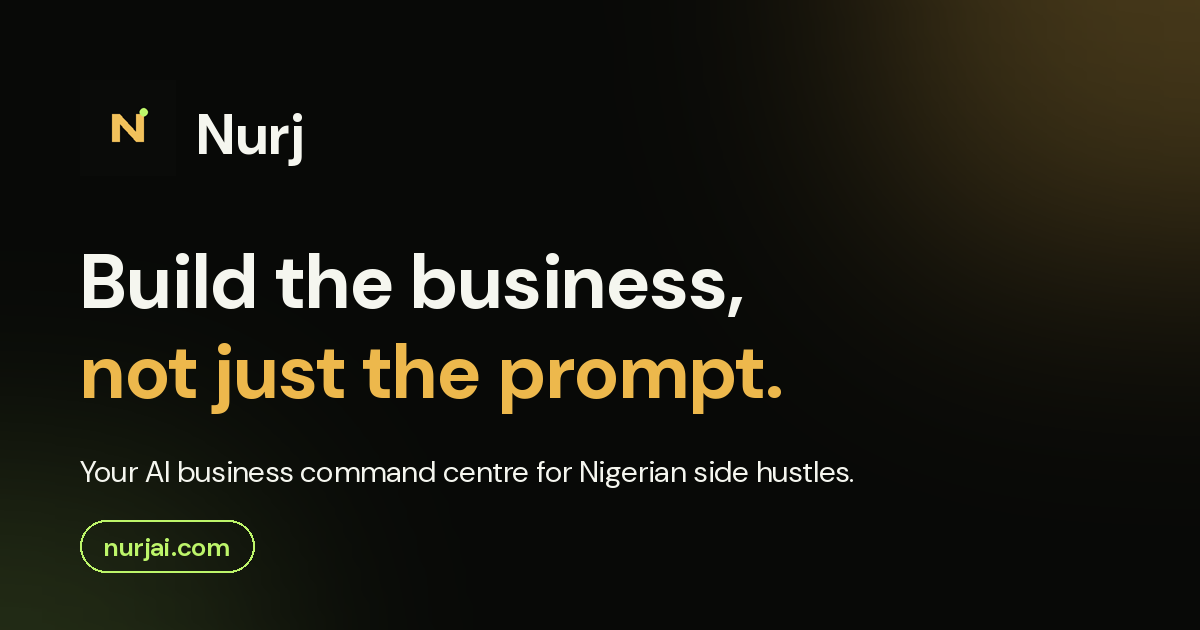 N
Nurj
Build the business,
not just the prompt.
Your AI business command centre for Nigerian side hustles.
nurjai.com